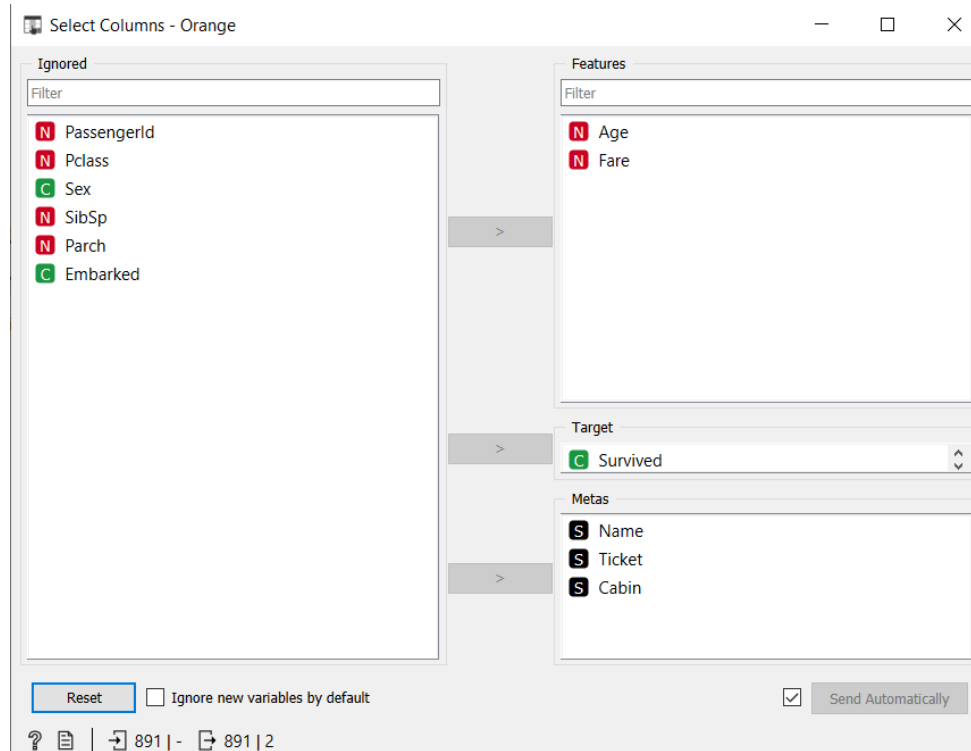 Select Columns - Orange
Ignored
Filter
N PassengerId
N Pclass
C Sex
N SibSp
N Parch
C Embarked
>
>
>
Features
Filter
N Age
N Fare
Target
C Survived
Metas
S Name
S Ticket
S Cabin
Reset
Ignore new variables by default
Send Automatically
? 891 | - 891 | 2